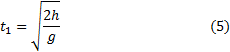 t₁ = √(2h/g) (5)